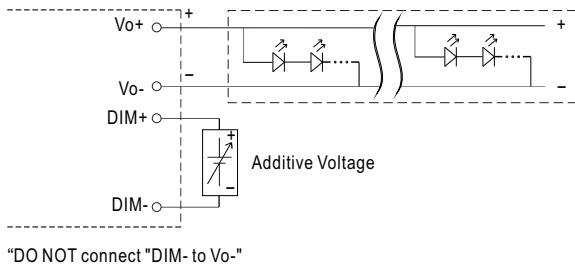 Vo+ + +
Vo- − −
DIM+
+
Additive Voltage
−
DIM-
“DO NOT connect "DIM- to Vo-"